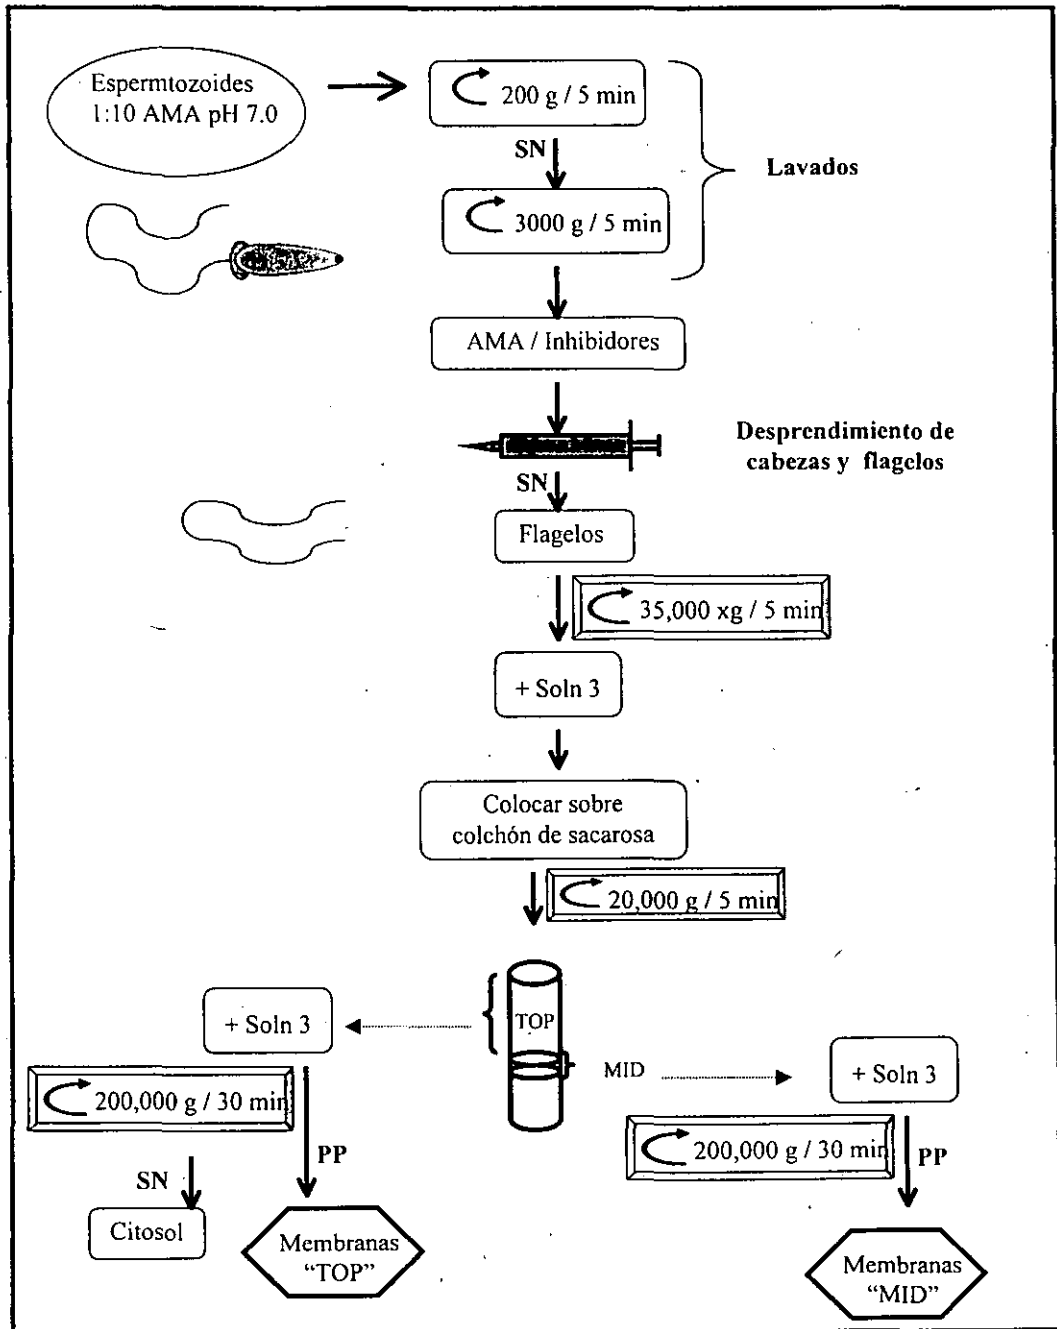 Espermtozoides
1:10 AMA pH 7.0
200 g / 5 min
SN
3000 g / 5 min
Lavados
AMA / Inhibidores
Desprendimiento de
cabezas y flagelos
SN
Flagelos
35,000 xg / 5 min
+ Soln 3
Colocar sobre
colchón de sacarosa
20,000 g / 5 min
TOP
+ Soln 3
MID
+ Soln 3
200,000 g / 30 min
PP
200,000 g / 30 min
PP
SN
Citosol
Membranas
“TOP”
Membranas
“MID”